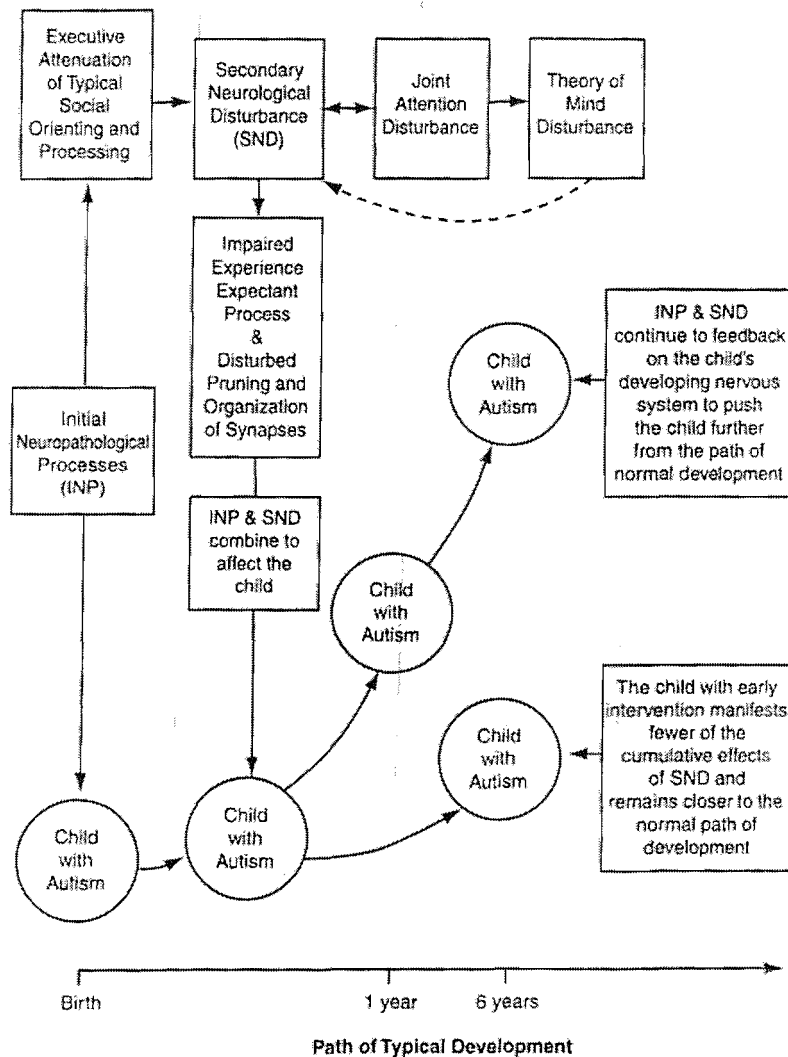 Executive
Attenuation
of Typical
Social
Orienting and
Processing
Secondary
Neurological
Disturbance
(SND)
Joint
Attention
Disturbance
Theory of
Mind
Disturbance
Impaired
Experience
Expectant
Process
&
Disturbed
Pruning and
Organization
of Synapses
INP & SND
continue to feedback
on the child's
developing nervous
system to push
the child further
from the path of
normal development
Child
with
Autism
Initial
Neuropathological
Processes
(INP)
INP & SND
combine to
affect the
child
Child
with
Autism
The child with early
intervention manifests
fewer of the
cumulative effects
of SND and
remains closer to the
normal path of
development
Child
with
Autism
Child
with
Autism
Child
with
Autism
Birth
1 year
6 years
Path of Typical Development